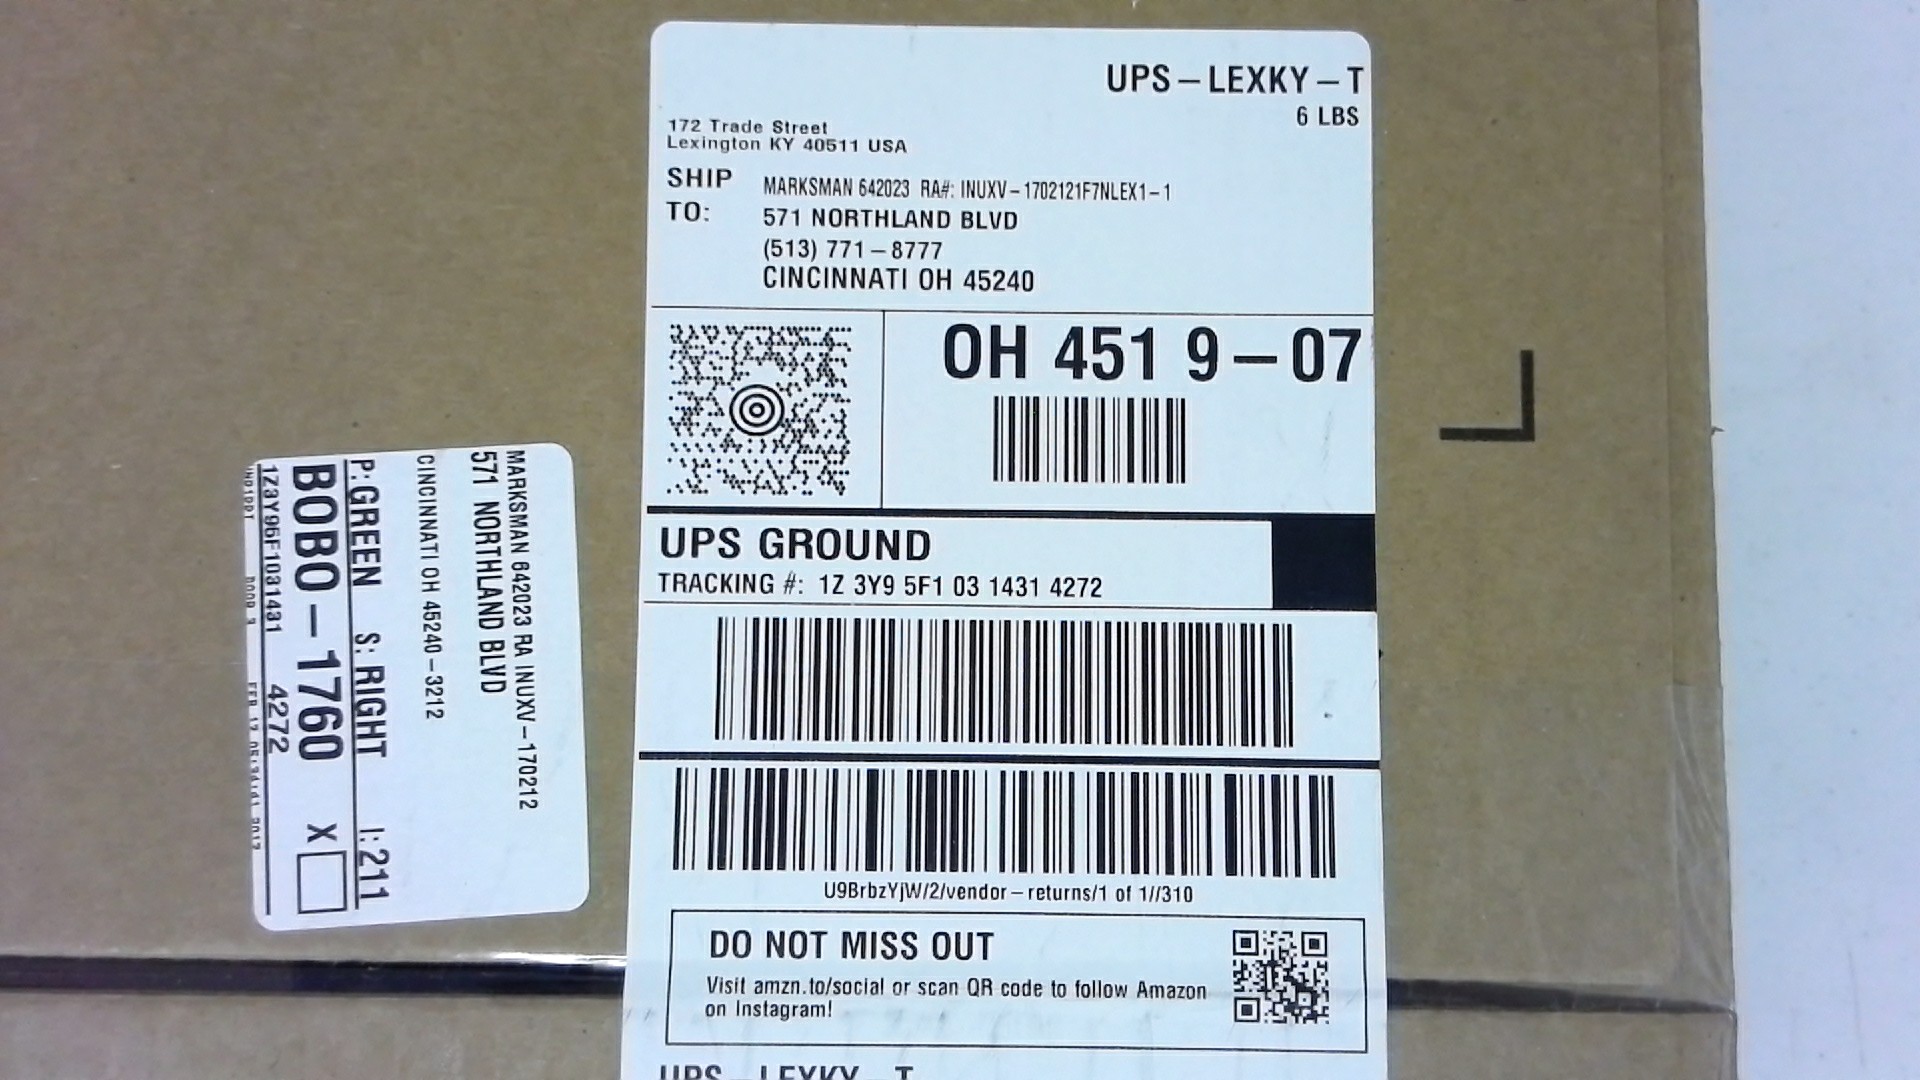 UPS-LEXKY-T
6 LBS
172 Trade Street
Lexington KY 40511 USA
SHIP TO:
MARKSMAN 642023 RA#: INUXV-1702121F7NLEX1-1
571 NORTHLAND BLVD
(513) 771-8777
CINCINNATI OH 45240
OH 451 9-07
UPS GROUND
TRACKING #: 1Z 3Y9 5F1 03 1431 4272
U9BrbzYjW/2/vendor-returns/1 of 1//310
DO NOT MISS OUT
Visit amzn.to/social or scan QR code to follow Amazon
on Instagram!
UPS-LEXKY-T
L
MARKSMAN 642023 RA INUXV-170212
571 NORTHLAND BLVD
CINCINNATI OH 45240-3212
P:GREEN S: RIGHT I:211
BOBO-1760 X
1Z3Y95F1031431 4272